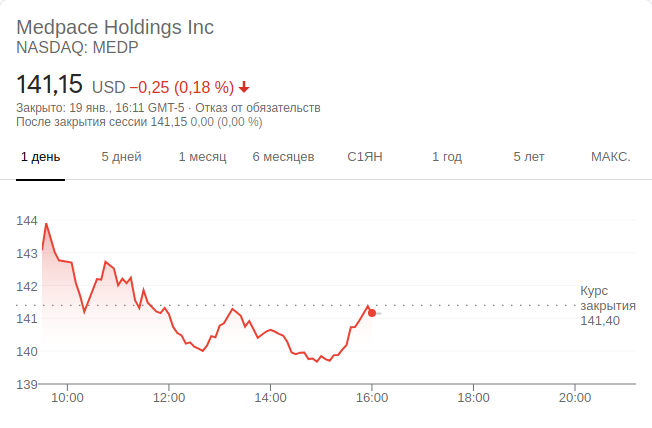 Medpace Holdings Inc
NASDAQ: MEDP
141,15 USD −0,25 (0,18 %)
Закрыто: 19 янв., 16:11 GMT-5 · Отказ от обязательств
После закрытия сессии 141,15 0,00 (0,00 %)
1 день 5 дней 1 месяц 6 месяцев С1ЯН 1 год 5 лет МАКС.
144
143
142
141
140
139
Курс
закрытия
141,40
10:00 12:00 14:00 16:00 18:00 20:00